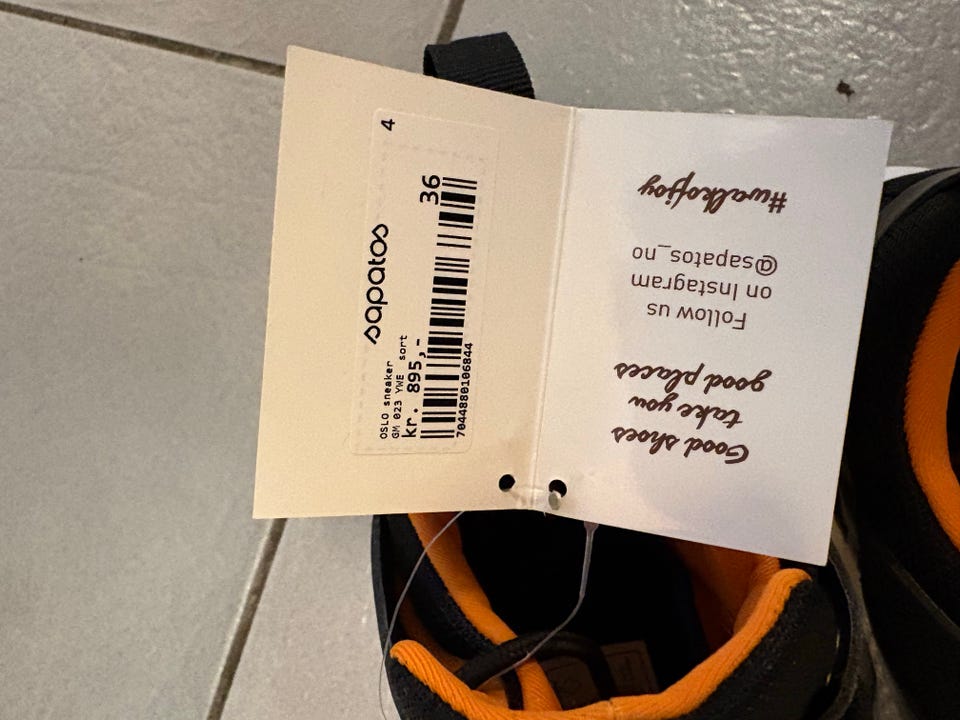 sapatos
4
OSLO sneaker
GM 023 YWE sort
kr. 895,-
36
7044880106844
Good shoes
take you
good places
Follow us
on Instagram
@sapatos_no
#walkofjoy